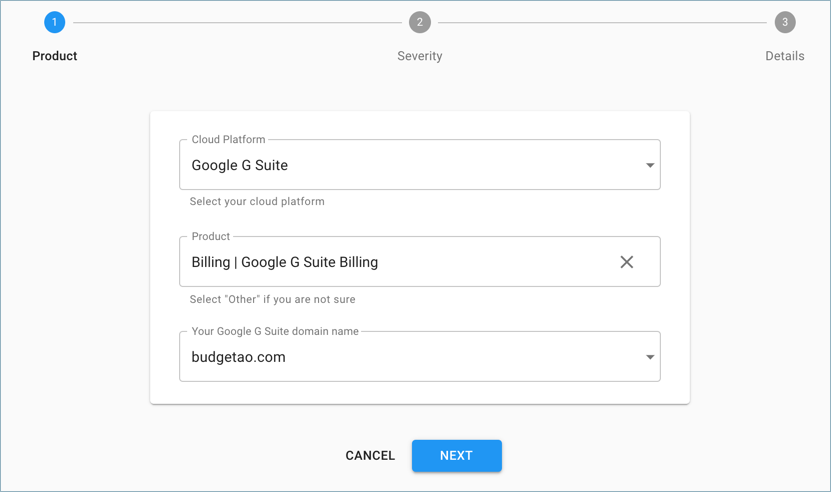 1
2
3
Product
Severity
Details
Cloud Platform
Google G Suite
Select your cloud platform
Product
Billing | Google G Suite Billing
Select "Other" if you are not sure
Your Google G Suite domain name
budgetao.com
CANCEL
NEXT